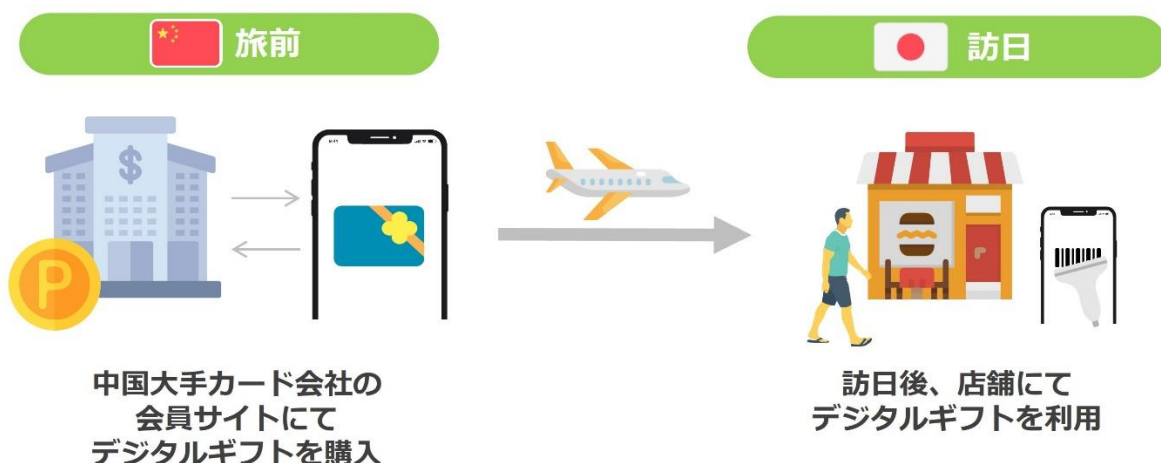 旅前
訪日
$
P
中国大手カード会社の
会員サイトにて
デジタルギフトを購入
訪日後、店舗にて
デジタルギフトを利用